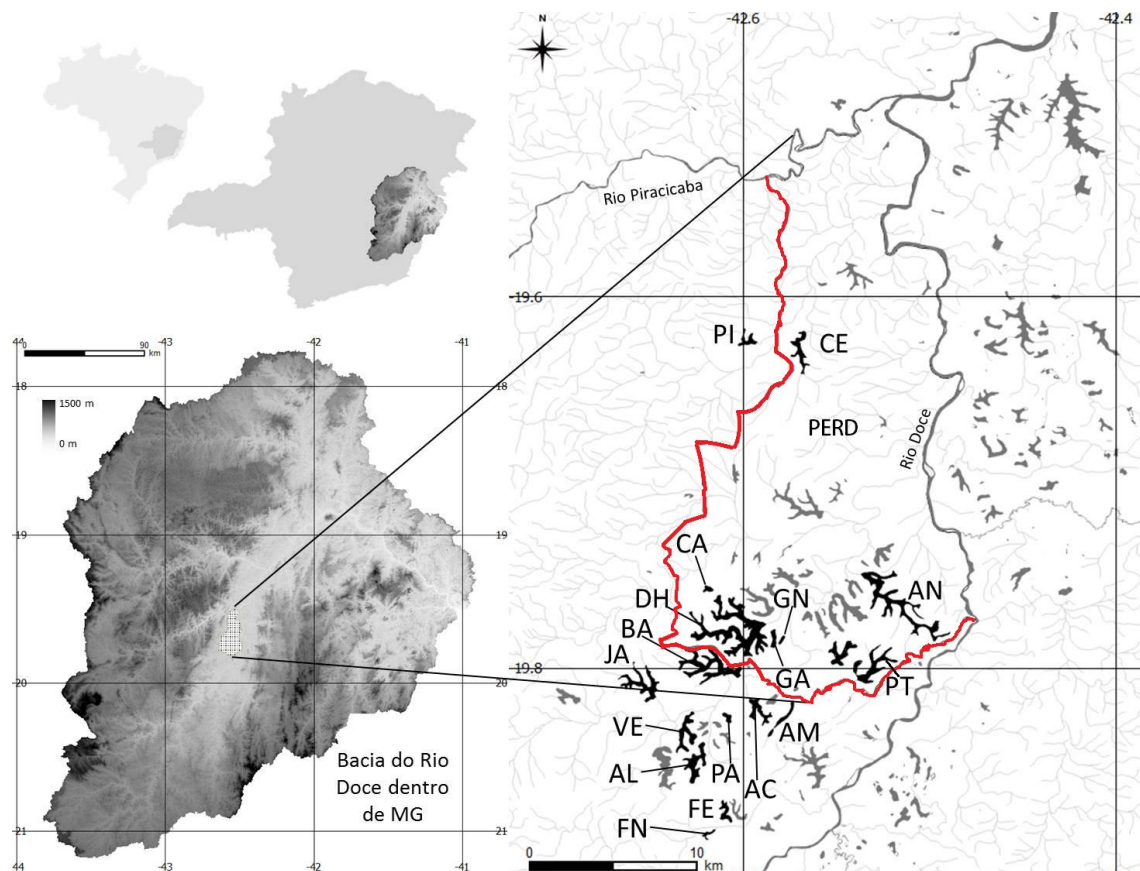 N
-42.6
-42.4
Rio Piracicaba
-19.6
PI
CE
PERD
Rio Doce
CA
DH
GN
AN
BA
JA
-19.8
GA
PT
VE
AM
AL
PA
AC
FE
FN
0
10
km
44
43
42
41
0
90
km
18
1500 m
0 m
19
20
20
Bacia do Rio
Doce dentro
de MG
21
21
44
43
42
41